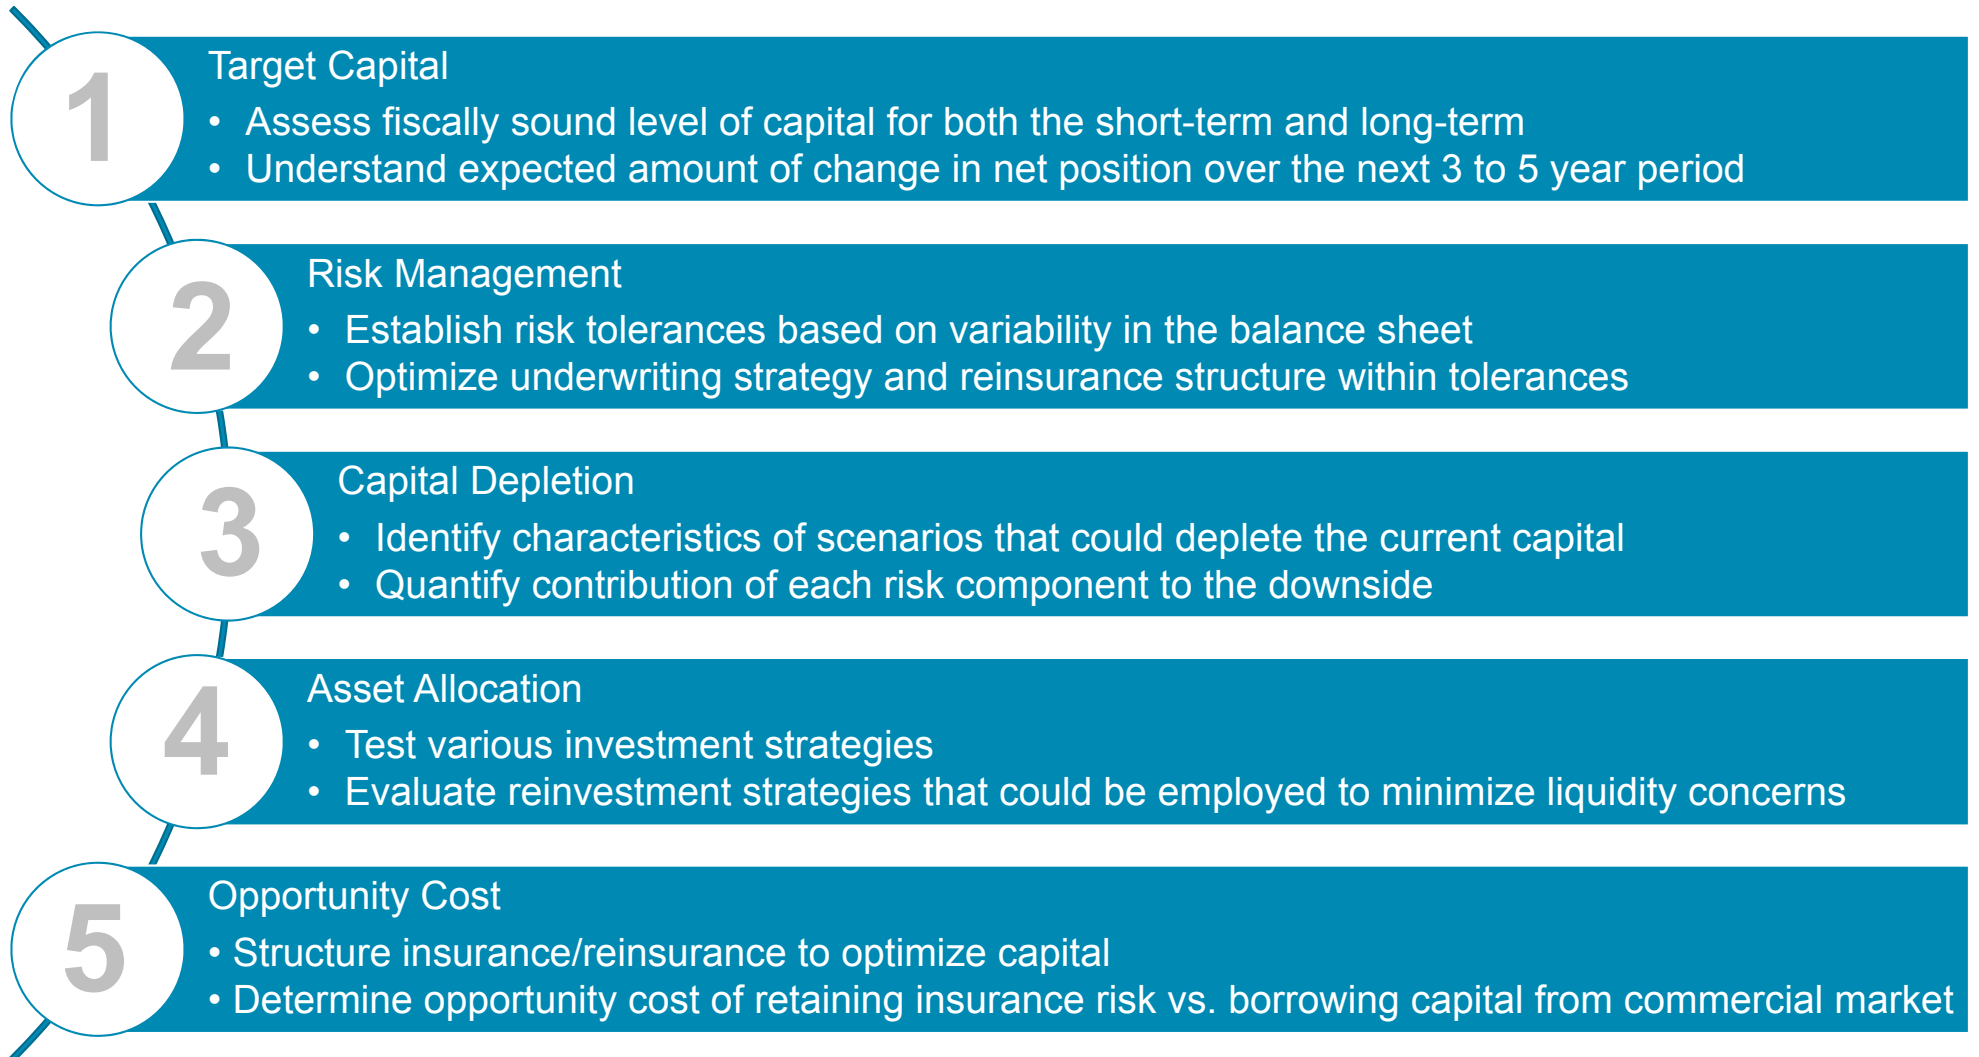 1
Target Capital
• Assess fiscally sound level of capital for both the short-term and long-term
• Understand expected amount of change in net position over the next 3 to 5 year period
2
Risk Management
• Establish risk tolerances based on variability in the balance sheet
• Optimize underwriting strategy and reinsurance structure within tolerances
3
Capital Depletion
• Identify characteristics of scenarios that could deplete the current capital
• Quantify contribution of each risk component to the downside
4
Asset Allocation
• Test various investment strategies
• Evaluate reinvestment strategies that could be employed to minimize liquidity concerns
5
Opportunity Cost
• Structure insurance/reinsurance to optimize capital
• Determine opportunity cost of retaining insurance risk vs. borrowing capital from commercial market